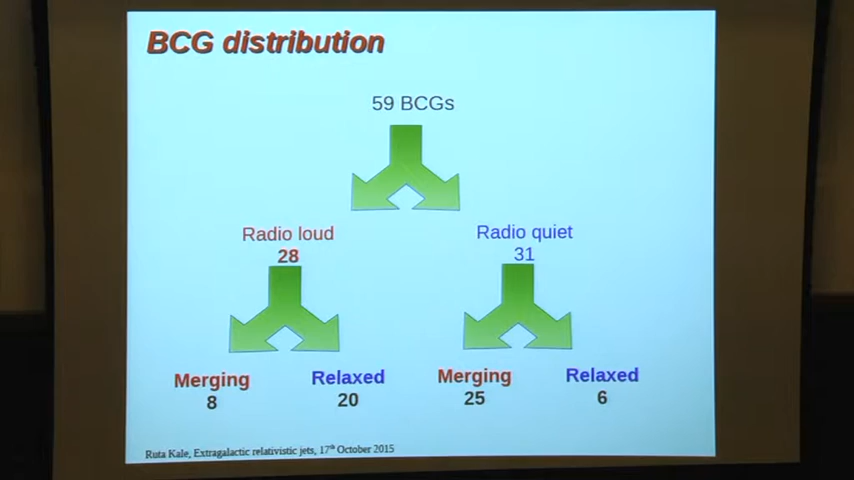 BCG distribution
59 BCGs
Radio loud
28
Radio quiet
31
Merging
8
Relaxed
20
Merging
25
Relaxed
6
Ruta Kale, Extragalactic relativistic jets, 17th October 2015